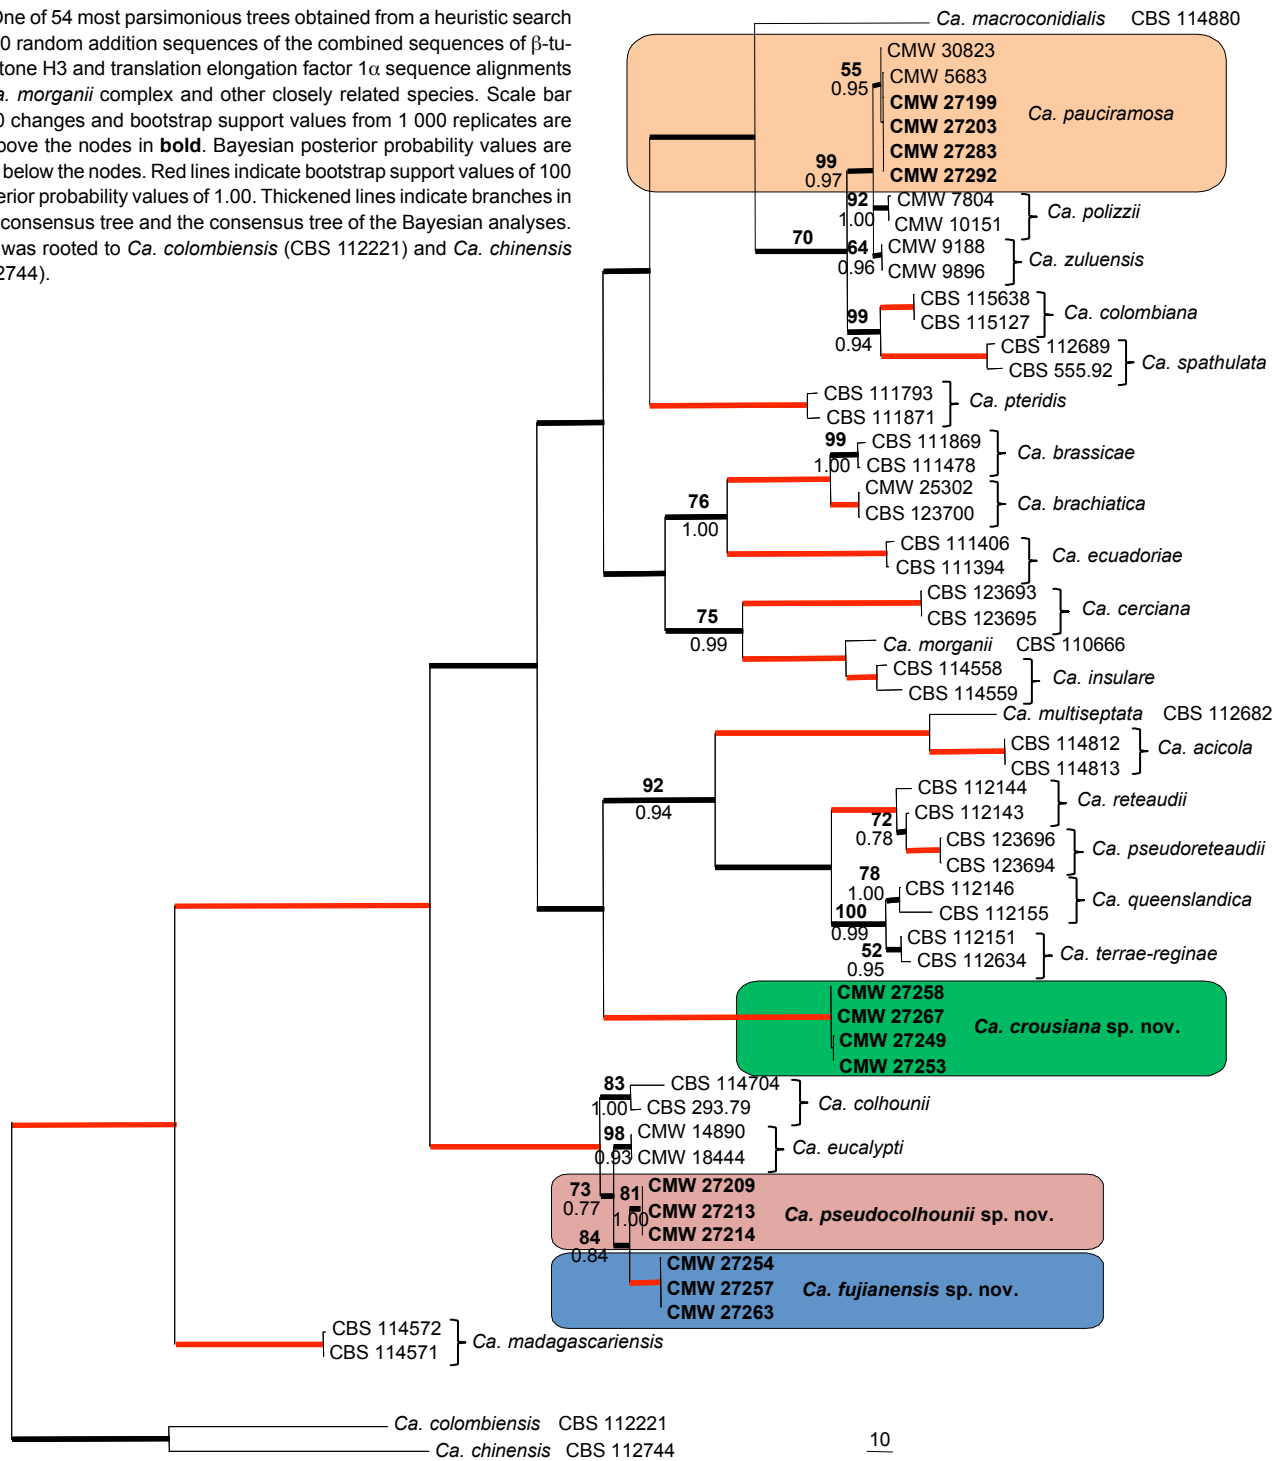 One of 54 most parsimonious trees obtained from a heuristic search
0 random addition sequences of the combined sequences of β-tu-
tone H3 and translation elongation factor 1α sequence alignments
a. morganii complex and other closely related species. Scale bar
0 changes and bootstrap support values from 1 000 replicates are
bove the nodes in bold. Bayesian posterior probability values are
below the nodes. Red lines indicate bootstrap support values of 100
erior probability values of 1.00. Thickened lines indicate branches in
consensus tree and the consensus tree of the Bayesian analyses.
was rooted to Ca. colombiensis (CBS 112221) and Ca. chinensis
2744).
Ca. macroconidialis CBS 114880
CMW 30823
55
0.95
CMW 5683
CMW 27199
CMW 27203
CMW 27283
CMW 27292
Ca. pauciramosa
99
0.97
92
1.00
CMW 7804
CMW 10151
Ca. polizzii
70
64
0.96
CMW 9188
CMW 9896
Ca. zuluensis
99
0.94
CBS 115638
CBS 115127
Ca. colombiana
CBS 112689
CBS 555.92
Ca. spathulata
CBS 111793
CBS 111871
Ca. pteridis
99
1.00
CBS 111869
CBS 111478
Ca. brassicae
CMW 25302
CBS 123700
Ca. brachiatica
76
1.00
CBS 111406
CBS 111394
Ca. ecuadoriae
CBS 123693
CBS 123695
Ca. cerciana
75
0.99
Ca. morganii CBS 110666
CBS 114558
CBS 114559
Ca. insulare
Ca. multiseptata CBS 112682
CBS 114812
CBS 114813
Ca. acicola
92
0.94
CBS 112144
CBS 112143
Ca. reteaudii
72
0.78
CBS 123696
CBS 123694
Ca. pseudoreteaudii
78
1.00
CBS 112146
CBS 112155
Ca. queenslandica
100
0.99
52
0.95
CBS 112151
CBS 112634
Ca. terrae-reginae
CMW 27258
CMW 27267
CMW 27249
CMW 27253
Ca. crousiana sp. nov.
83
1.00
CBS 114704
CBS 293.79
Ca. colhounii
98
0.93
CMW 14890
CMW 18444
Ca. eucalypti
73
0.77
81
1.00
CMW 27209
CMW 27213
CMW 27214
Ca. pseudocolhounii sp. nov.
84
0.84
CMW 27254
CMW 27257
CMW 27263
Ca. fujianensis sp. nov.
CBS 114572
CBS 114571
Ca. madagascariensis
Ca. colombiensis CBS 112221
Ca. chinensis CBS 112744
10